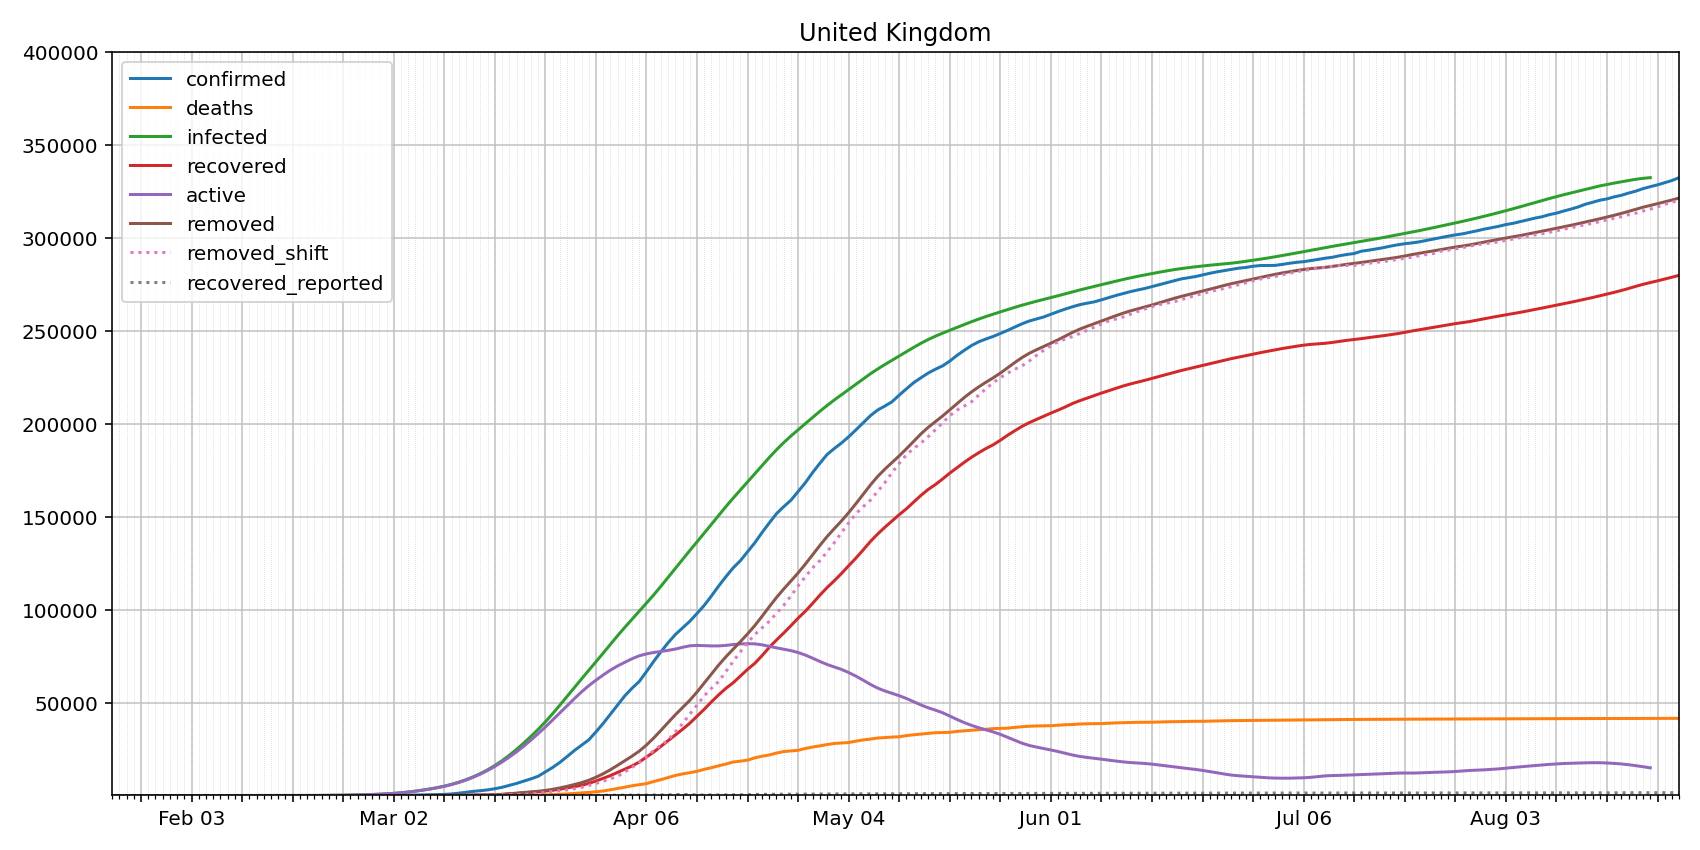 United Kingdom
400000
350000
300000
250000
200000
150000
100000
50000
confirmed
deaths
infected
recovered
active
removed
removed_shift
recovered_reported
Feb 03
Mar 02
Apr 06
May 04
Jun 01
Jul 06
Aug 03